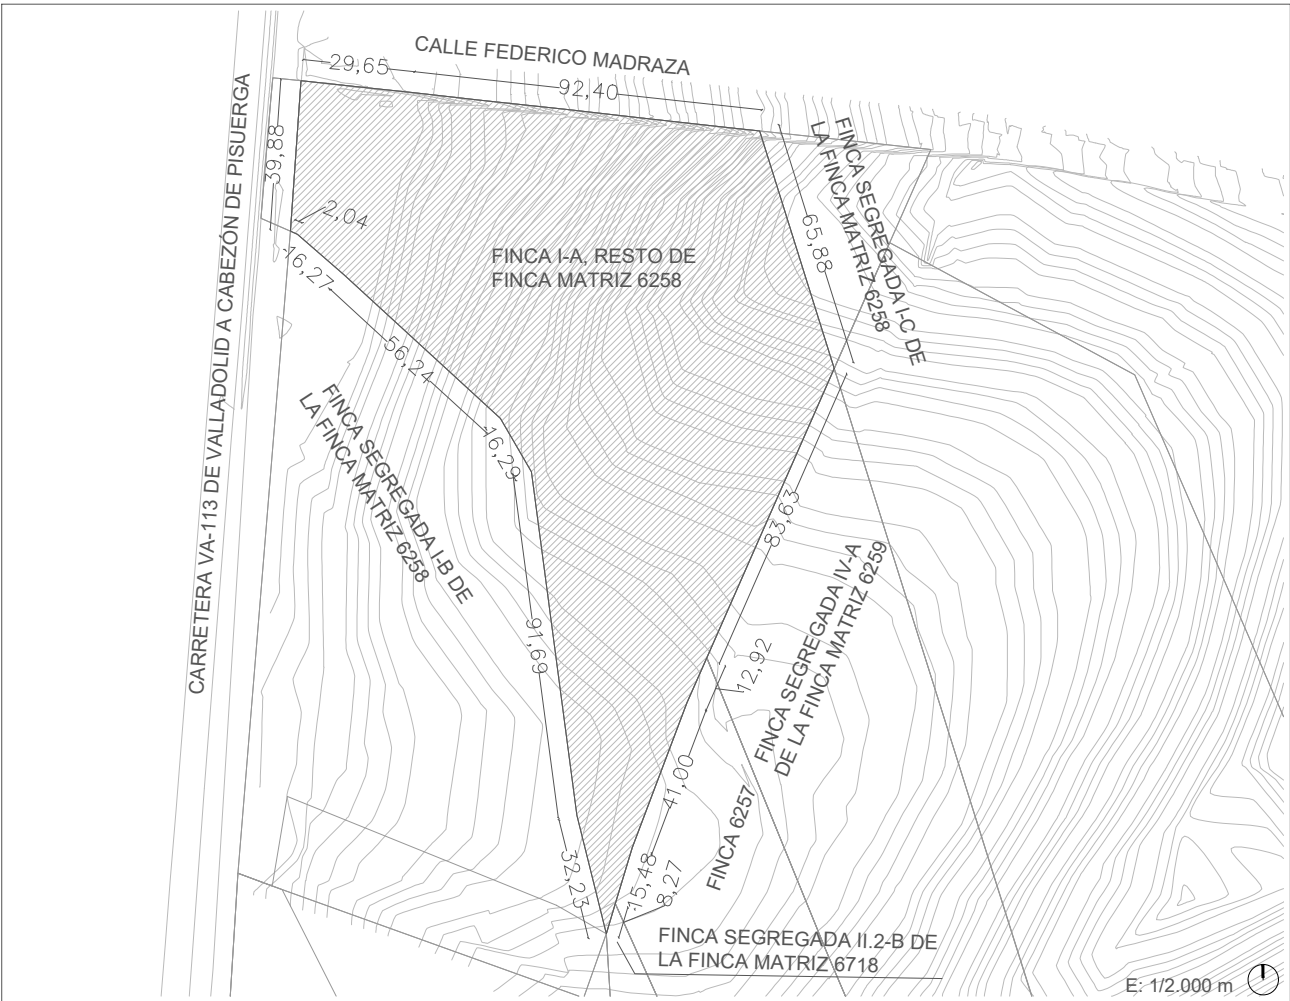 CALLE FEDERICO MADRAZA
29,65
92,40
CARRETERA VA-113 DE VALLADOLID A CABEZÓN DE PISUERGA
39,88
2,04
16,27
FINCA I-A, RESTO DE
FINCA MATRIZ 6258
65,88
FINCA SEGREGADA I-C DE
LA FINCA MATRIZ 6258
56,24
16,29
FINCA SEGREGADA I-B DE
LA FINCA MATRIZ 6258
83,63
91,69
12,92
FINCA SEGREGADA IV-A
DE LA FINCA MATRIZ 6259
41,00
FINCA 6257
32,23
15,48
8,27
FINCA SEGREGADA II.2-B DE
LA FINCA MATRIZ 6718
E: 1/2.000 m